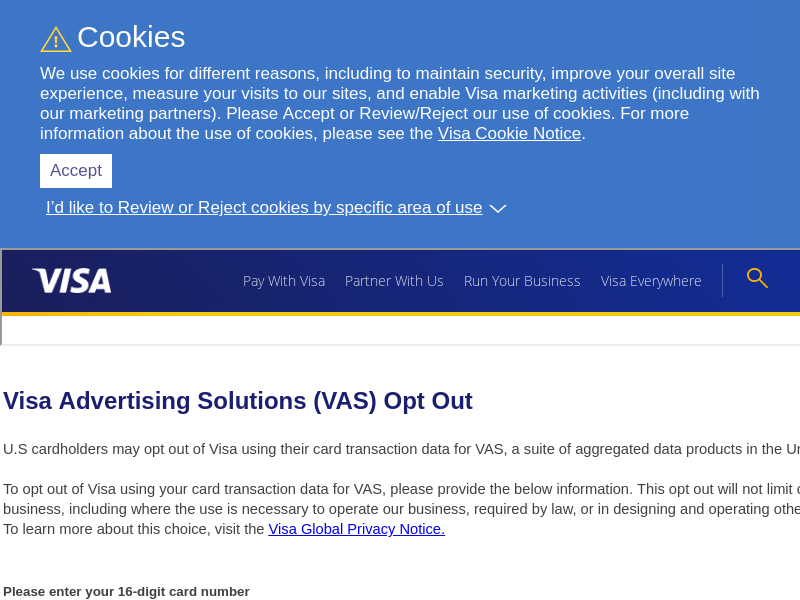 Cookies
We use cookies for different reasons, including to maintain security, improve your overall site
experience, measure your visits to our sites, and enable Visa marketing activities (including with
our marketing partners). Please Accept or Review/Reject our use of cookies. For more
information about the use of cookies, please see the Visa Cookie Notice.
Accept
I'd like to Review or Reject cookies by specific area of use
VISA
Pay With Visa
Partner With Us
Run Your Business
Visa Everywhere
Visa Advertising Solutions (VAS) Opt Out
U.S cardholders may opt out of Visa using their card transaction data for VAS, a suite of aggregated data products in the
To opt out of Visa using your card transaction data for VAS, please provide the below information. This opt out will not limit
business, including where the use is necessary to operate our business, required by law, or in designing and operating
To learn more about this choice, visit the Visa Global Privacy Notice.
Please enter your 16-digit card number